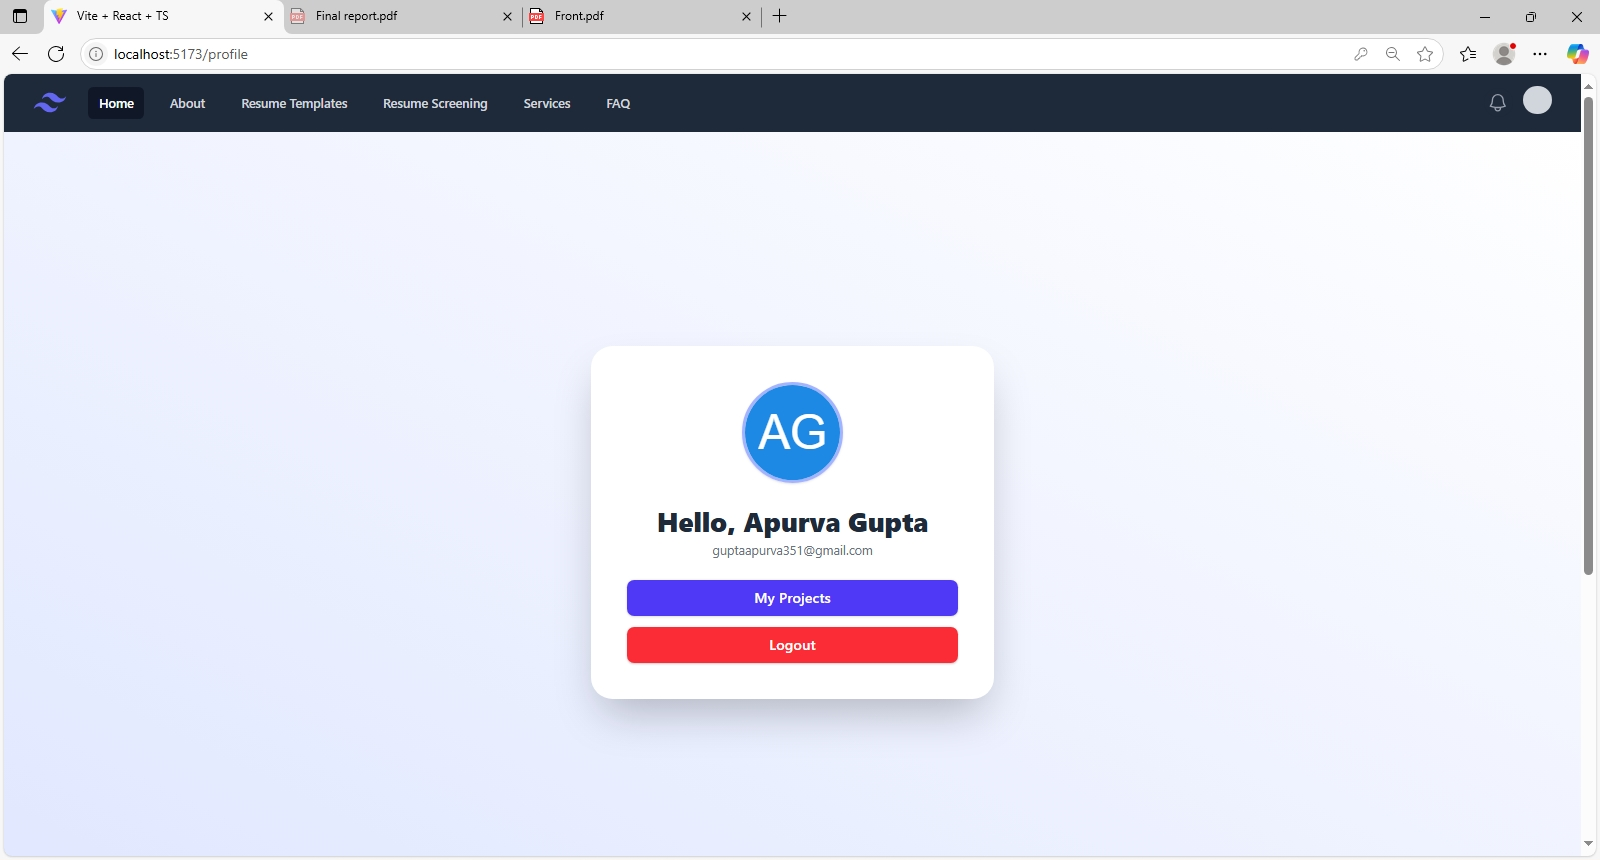 Vite + React + TS
Final report.pdf
Front.pdf
localhost:5173/profile
Home About Resume Templates Resume Screening Services FAQ
AG
Hello, Apurva Gupta
guptaapurva351@gmail.com
My Projects
Logout